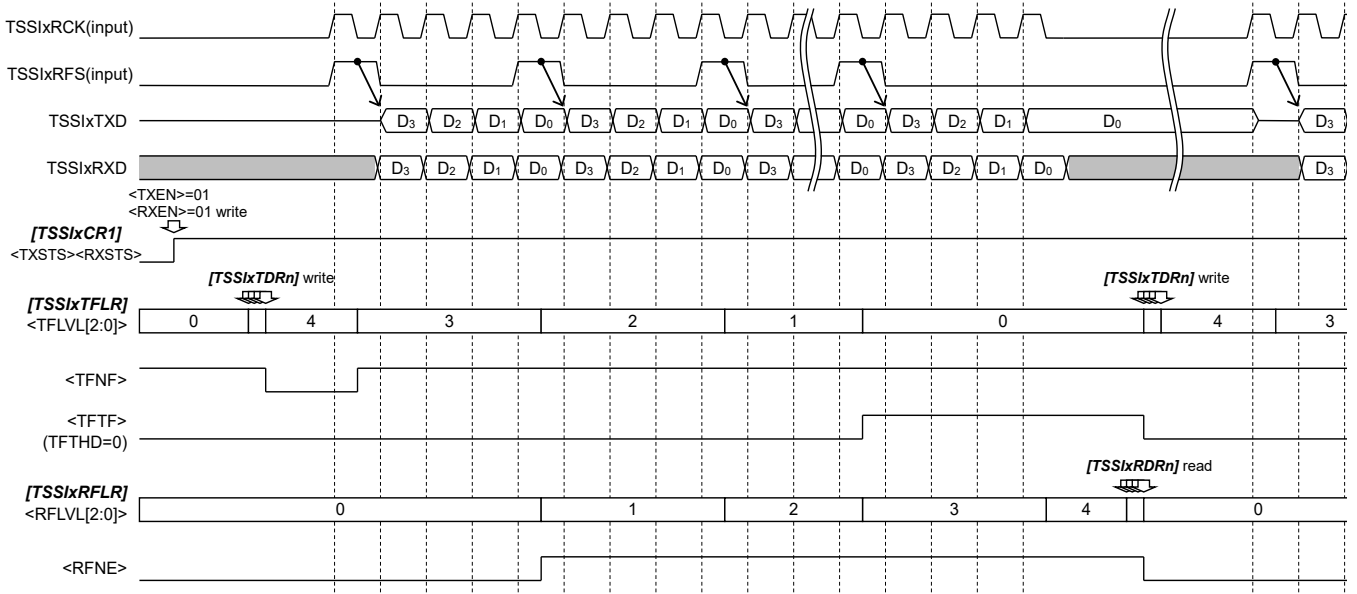 TSSIxRCK(input)
TSSIxRFS(input)
TSSIxTXD D3 D2 D1 D0 D3 D2 D1 D0 D3 D0 D3 D2 D1 D0 D3
TSSIxRXD D3 D2 D1 D0 D3 D2 D1 D0 D3 D0 D3 D2 D1 D0 D3
<TXEN>=01
<RXEN>=01 write
[TSSIxCR1]
<TXSTS><RXSTS>
[TSSIxTDRn] write [TSSIxTDRn] write
[TSSIxTFLR]
<TFLVL[2:0]> 0 4 3 2 1 0 4 3
<TFNF>
<TFTF>
(TFTHD=0)
[TSSIxRDRn] read
[TSSIxRFLR]
<RFLVL[2:0]> 0 1 2 3 4 0
<RFNE>